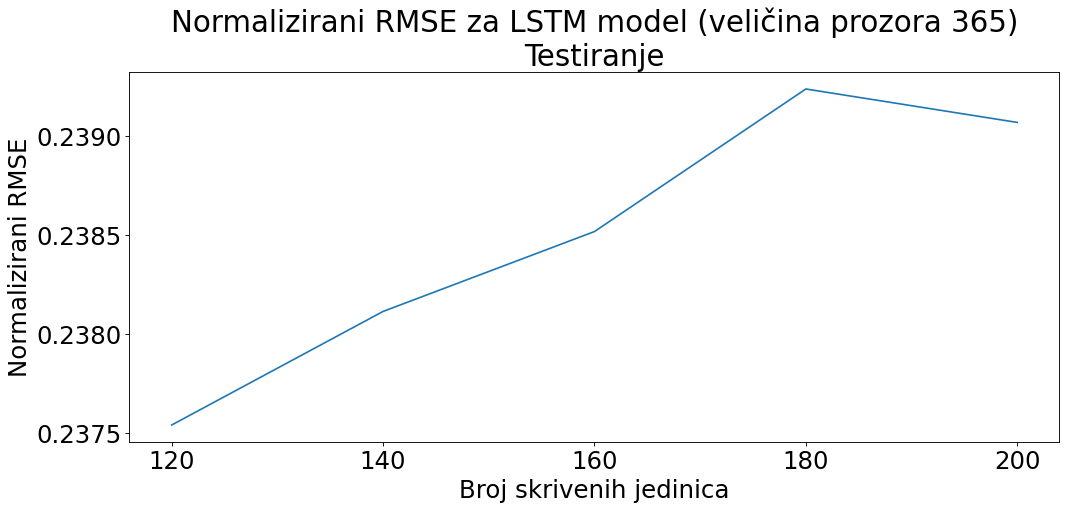 Normalizirani RMSE za LSTM model (veličina prozora 365)
Testiranje
Normalizirani RMSE
0.2390
0.2385
0.2380
0.2375
120 140 160 180 200
Broj skrivenih jedinica